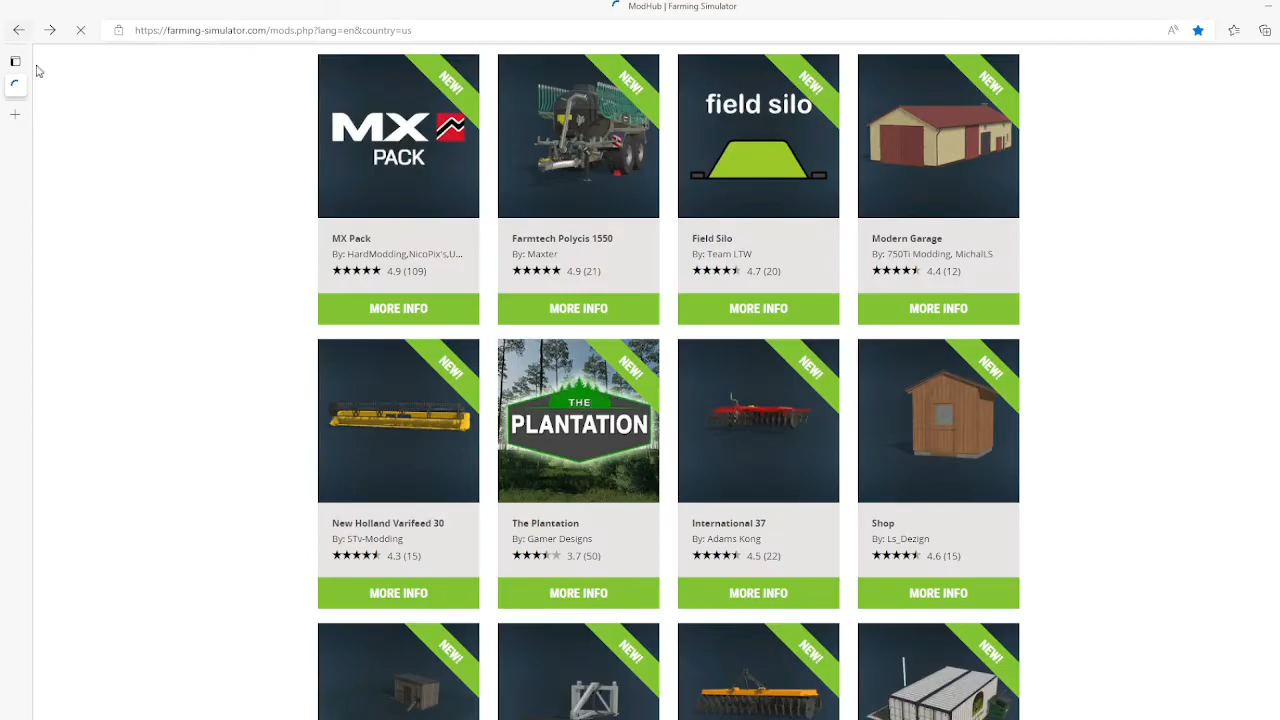 ModHub | Farming Simulator
https://farming-simulator.com/mods.php?lang=en&country=us
NEW!
NEW!
NEW!
NEW!
MX
PACK
field silo
MX Pack
By: HardModding,NicoPix's,U...
4.9 (109)
MORE INFO
Farmtech Polycis 1550
By: Maxter
4.9 (21)
MORE INFO
Field Silo
By: Team LTW
4.7 (20)
MORE INFO
Modern Garage
By: 750Ti Modding, MichalLS
4.4 (12)
MORE INFO
NEW!
NEW!
NEW!
NEW!
THE
PLANTATION
New Holland Varifeed 30
By: STv-Modding
4.3 (15)
MORE INFO
The Plantation
By: Gamer Designs
3.7 (50)
MORE INFO
International 37
By: Adams Kong
4.5 (22)
MORE INFO
Shop
By: Ls_Dezign
4.6 (15)
MORE INFO
NEW!
NEW!
NEW!
NEW!